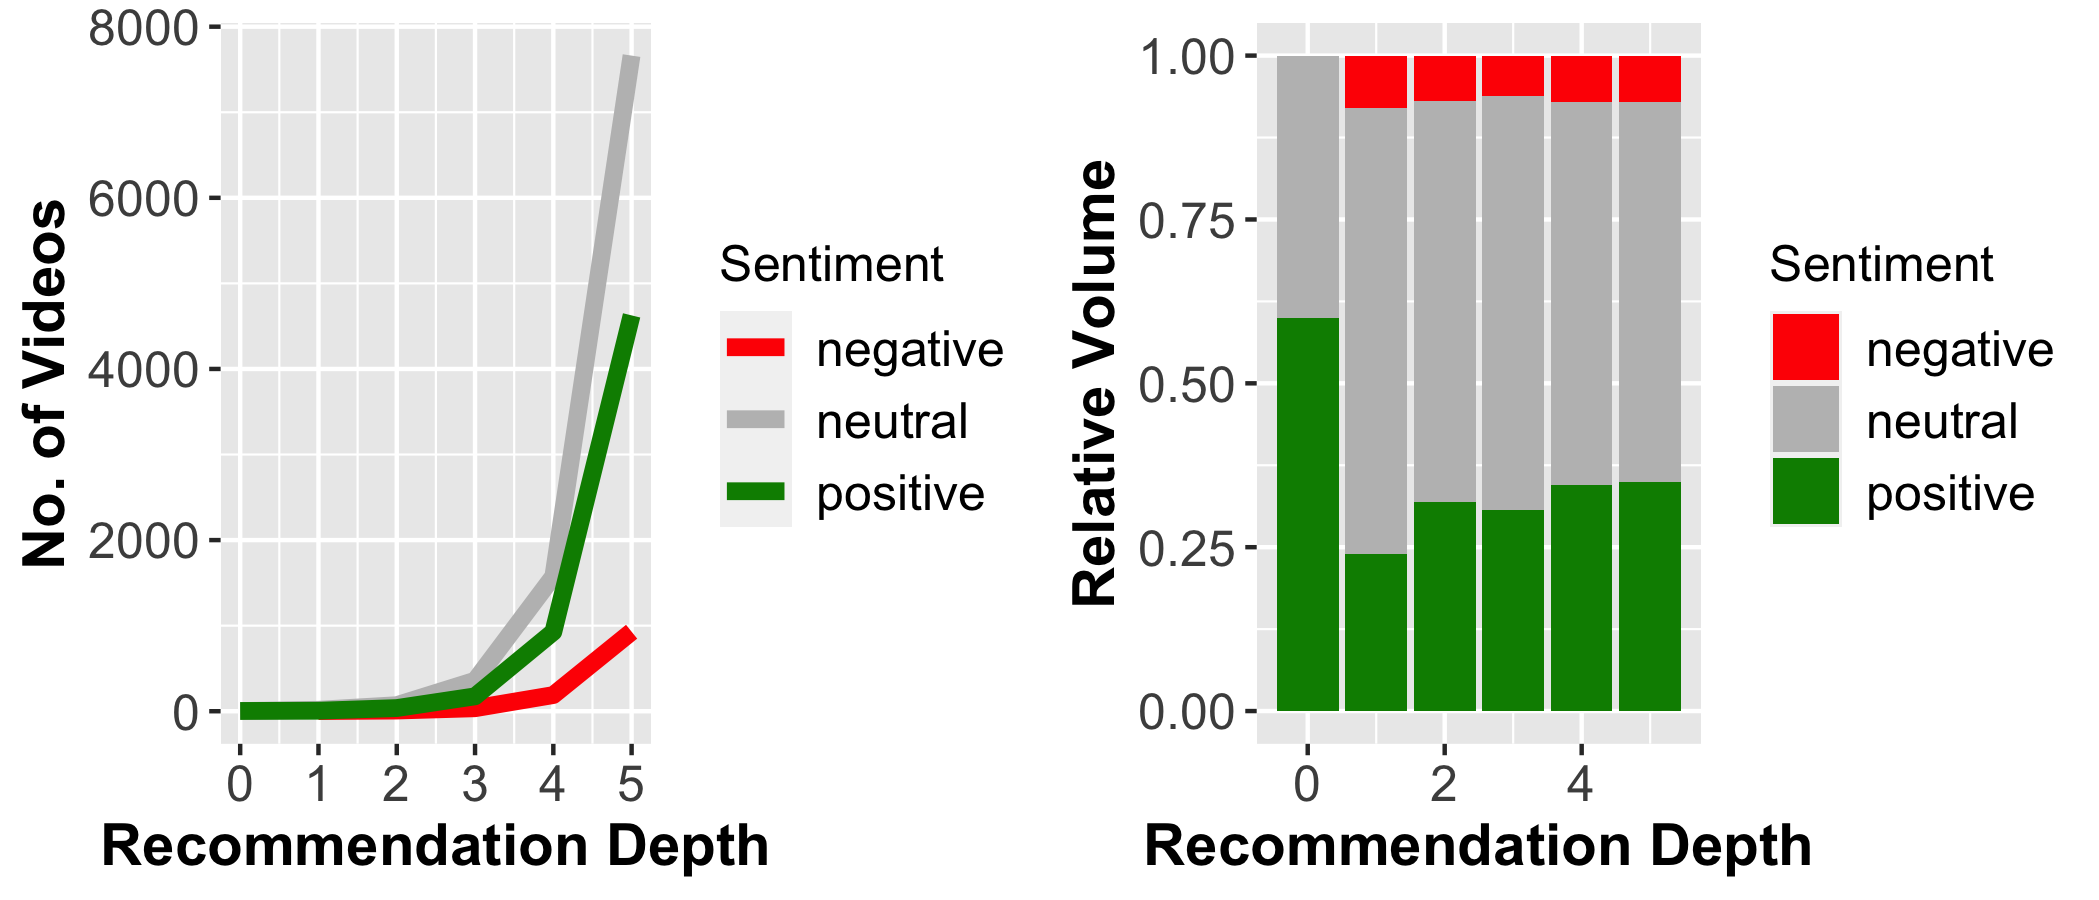 No. of Videos
8000
6000
4000
2000
0
0 1 2 3 4 5
Recommendation Depth
Sentiment
negative
neutral
positive
Relative Volume
1.00
0.75
0.50
0.25
0.00
0 2 4
Recommendation Depth
Sentiment
negative
neutral
positive